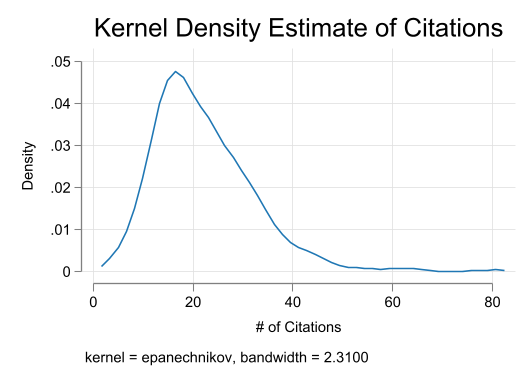 Kernel Density Estimate of Citations
.05
.04
.03
.02
.01
0
Density
0 20 40 60 80
# of Citations
kernel = epanechnikov, bandwidth = 2.3100